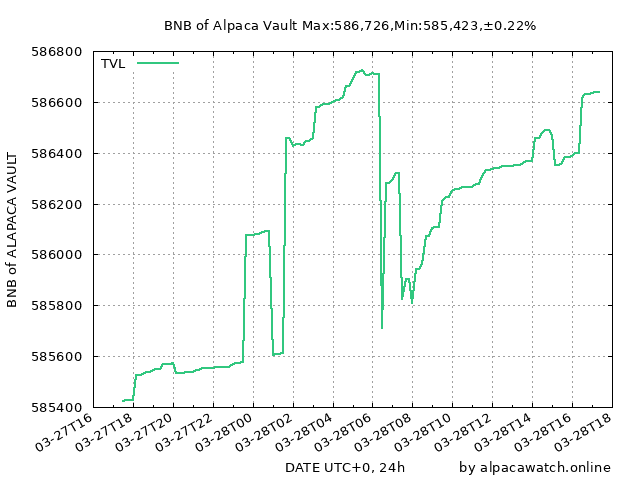 BNB of Alpaca Vault Max:586,726,Min:585,423,±0.22%
TVL
586800
586600
586400
586200
586000
585800
585600
585400
BNB of ALAPACA VAULT
03-27T16
03-27T18
03-27T20
03-27T22
03-28T00
03-28T02
03-28T04
03-28T06
03-28T08
03-28T10
03-28T12
03-28T14
03-28T16
03-28T18
DATE UTC+0, 24h
by alpacawatch.online